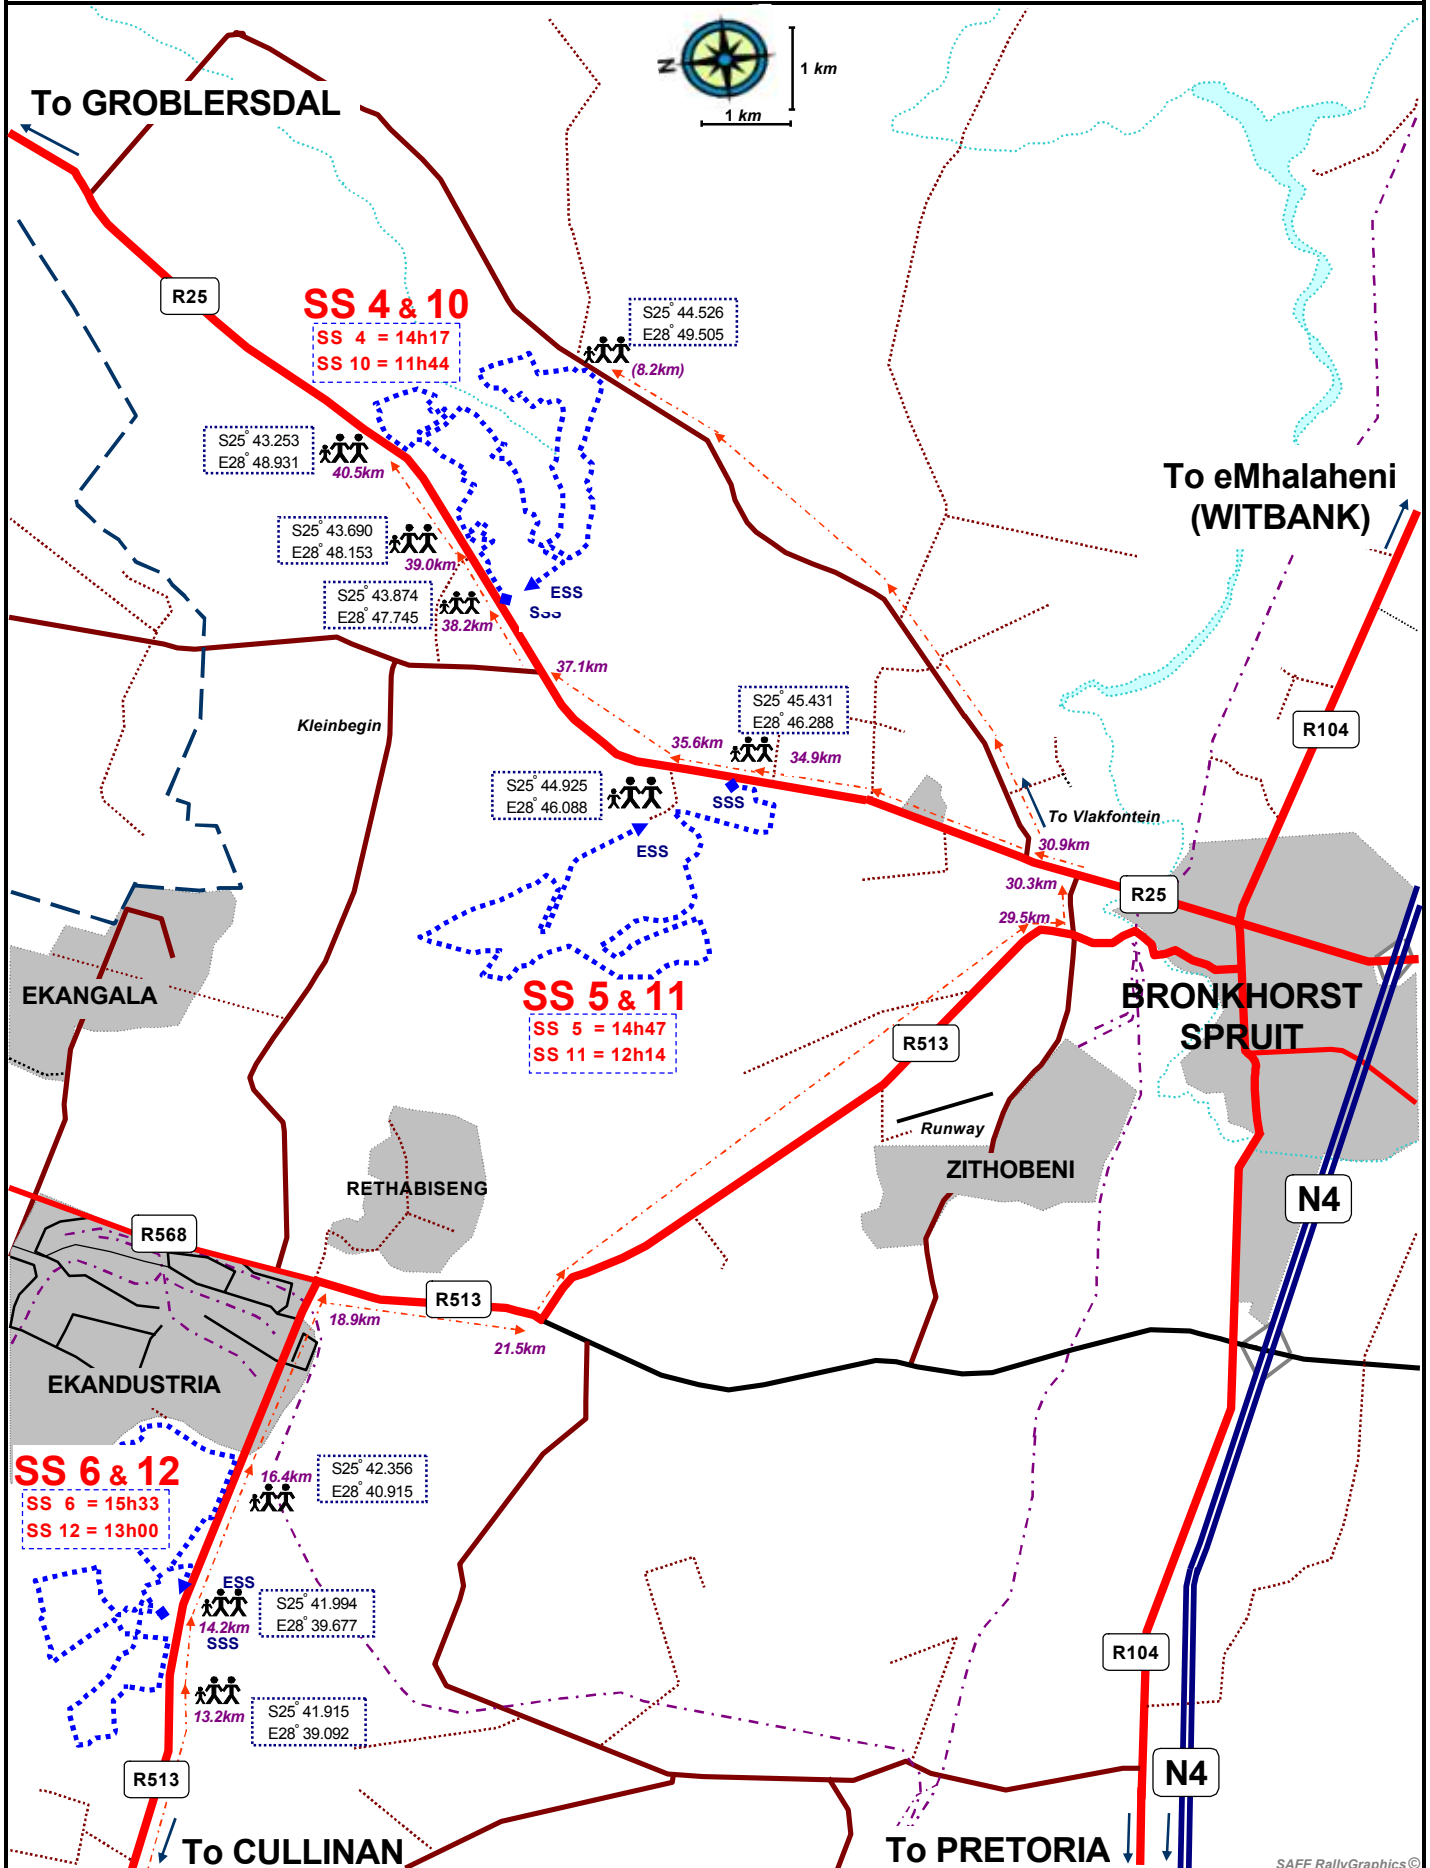 N
1 km
1 km
To GROBLERSDAL
R25
SS 4 & 10
SS 4 = 14h17
SS 10 = 11h44
S25° 44.526
E28° 49.505
(8.2km)
S25° 43.253
E28° 48.931
40.5km
To eMhalaheni
(WITBANK)
S25° 43.690
E28° 48.153
39.0km
S25° 43.874
E28° 47.745
38.2km
ESS
SSS
37.1km
Kleinbegin
S25° 45.431
E28° 46.288
35.6km
34.9km
R104
S25° 44.925
E28° 46.088
SSS
ESS
To Vlakfontein
30.9km
30.3km
R25
29.5km
EKANGALA
SS 5 & 11
SS 5 = 14h47
SS 11 = 12h14
BRONKHORST
SPRUIT
R513
Runway
ZITHOBENI
RETHABISENG
N4
R568
R513
18.9km
21.5km
EKANDUSTRIA
SS 6 & 12
SS 6 = 15h33
SS 12 = 13h00
16.4km
S25° 42.356
E28° 40.915
ESS
14.2km
SSS
S25° 41.994
E28° 39.677
R104
13.2km
S25° 41.915
E28° 39.092
R513
N4
To CULLINAN
To PRETORIA
SAFE RallyGraphics©